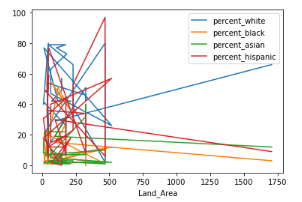 100
80
60
40
20
0
percent_white
percent_black
percent_asian
percent_hispanic
0 250 500 750 1000 1250 1500 1750
Land_Area